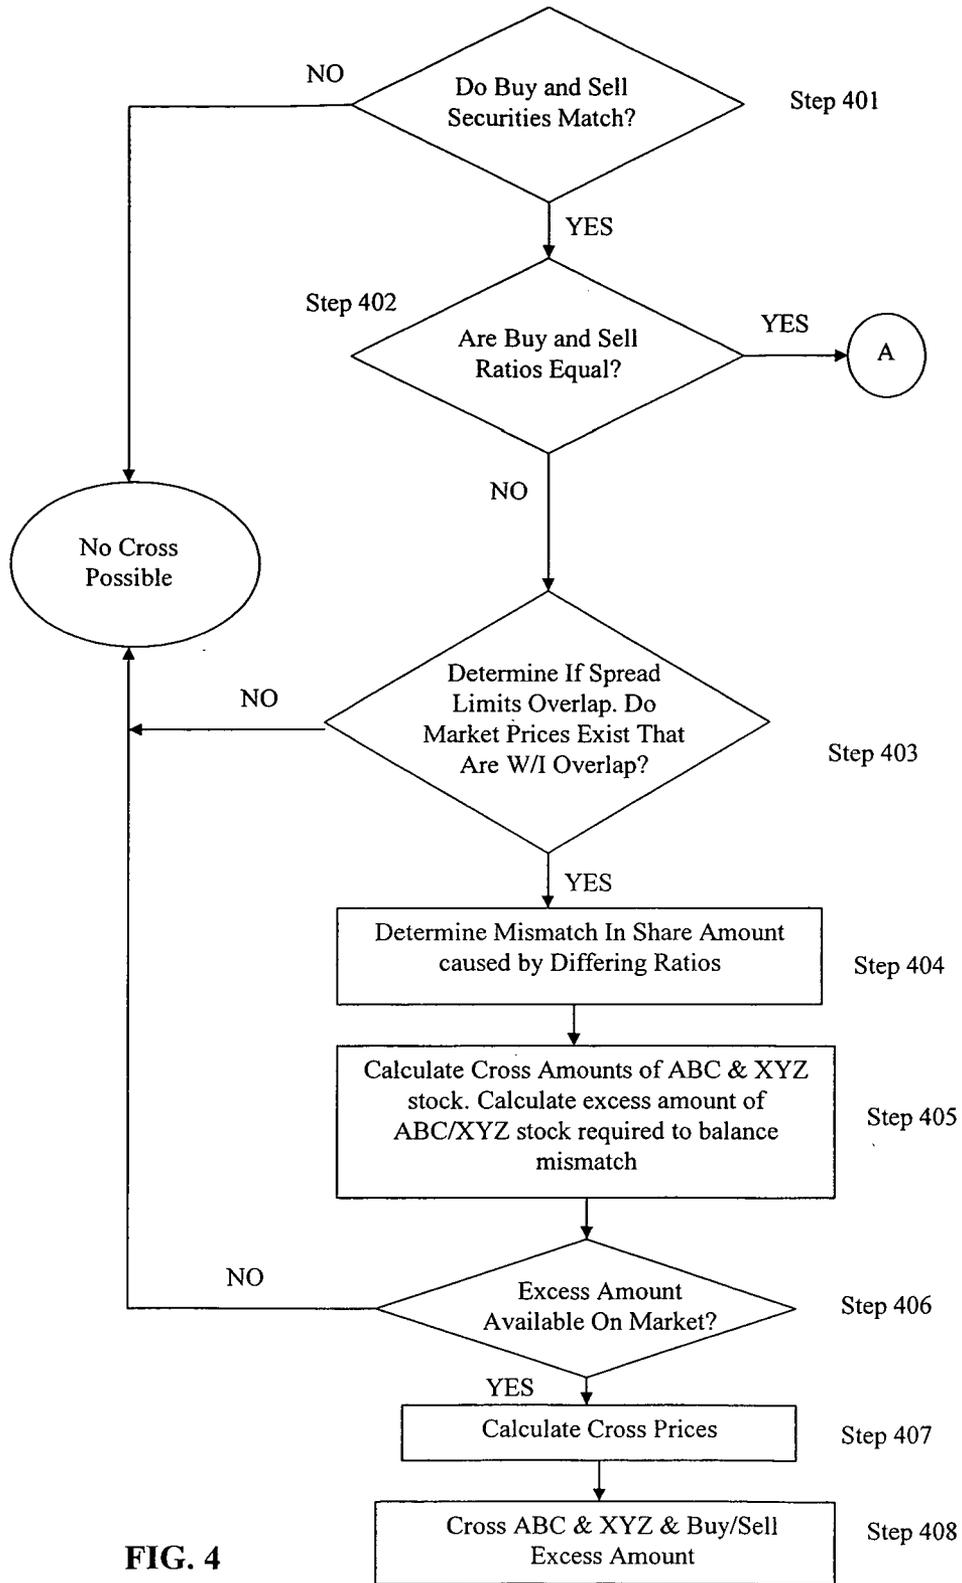 NO
Do Buy and Sell
Securities Match?
Step 401
YES
Step 402
Are Buy and Sell
Ratios Equal?
YES
A
NO
No Cross
Possible
NO
Determine If Spread
Limits Overlap. Do
Market Prices Exist That
Are W/I Overlap?
Step 403
YES
Determine Mismatch In Share Amount
caused by Differing Ratios
Step 404
Calculate Cross Amounts of ABC & XYZ
stock. Calculate excess amount of
ABC/XYZ stock required to balance
mismatch
Step 405
NO
Excess Amount
Available On Market?
Step 406
YES
Calculate Cross Prices
Step 407
Cross ABC & XYZ & Buy/Sell
Excess Amount
Step 408
FIG. 4